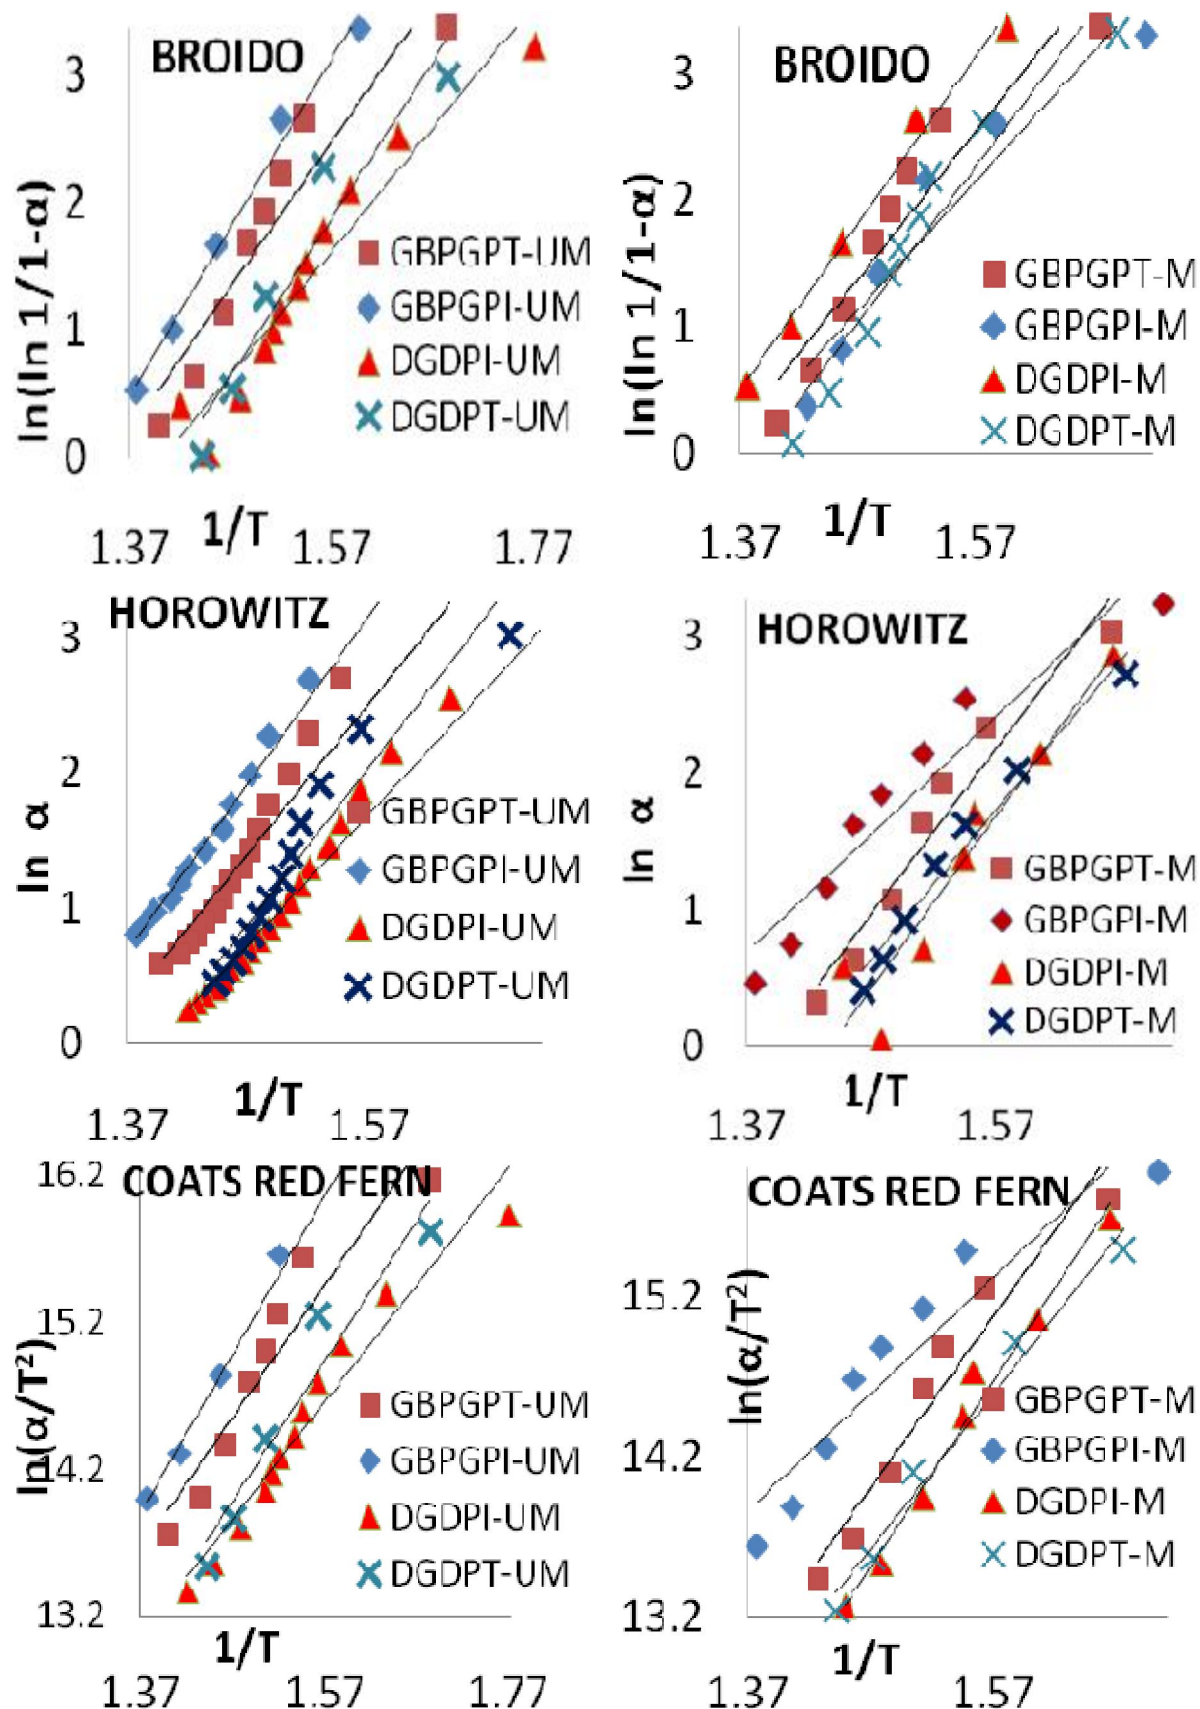 BROIDO
3
2
1
0
ln(ln 1/1-α)
GBPGPT-UM
GBPGPI-UM
DGDPI-UM
DGDPT-UM
1/T
1.37
1.57
1.77
BROIDO
3
2
1
0
ln(ln 1/1-α)
GBPGPT-M
GBPGPI-M
DGDPI-M
DGDPT-M
1/T
1.37
1.57
HOROWITZ
3
2
1
0
ln α
GBPGPT-UM
GBPGPI-UM
DGDPI-UM
DGDPT-UM
1/T
1.37
1.57
HOROWITZ
3
2
1
0
ln α
GBPGPT-M
GBPGPI-M
DGDPI-M
DGDPT-M
1/T
1.37
1.57
COATS RED FERN
16.2
15.2
14.2
13.2
ln(α/T²)
GBPGPT-UM
GBPGPI-UM
DGDPI-UM
DGDPT-UM
1/T
1.37
1.57
1.77
COATS RED FERN
15.2
14.2
13.2
ln(α/T²)
GBPGPT-M
GBPGPI-M
DGDPI-M
DGDPT-M
1/T
1.37
1.57